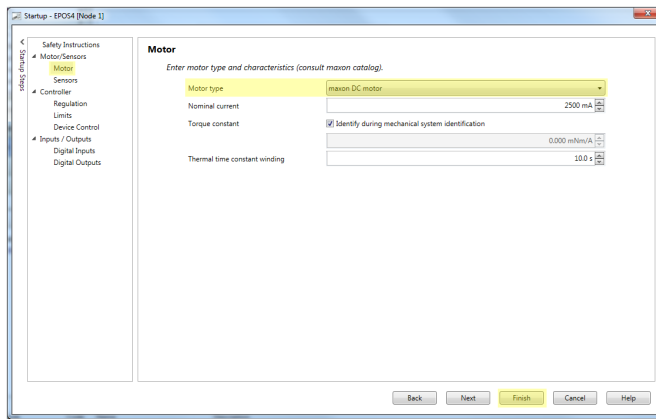 Startup - EPOS4 [Node 1]
Startup Steps
Safety Instructions
Motor/Sensors
Motor
Sensors
Controller
Regulation
Limits
Device Control
Inputs / Outputs
Digital Inputs
Digital Outputs
Motor
Enter motor type and characteristics (consult maxon catalog).
Motor type maxon DC motor
Nominal current 2500 mA
Torque constant Identify during mechanical system identification
0.000 mNm/A
Thermal time constant winding 10.0 s
Back Next Finish Cancel Help